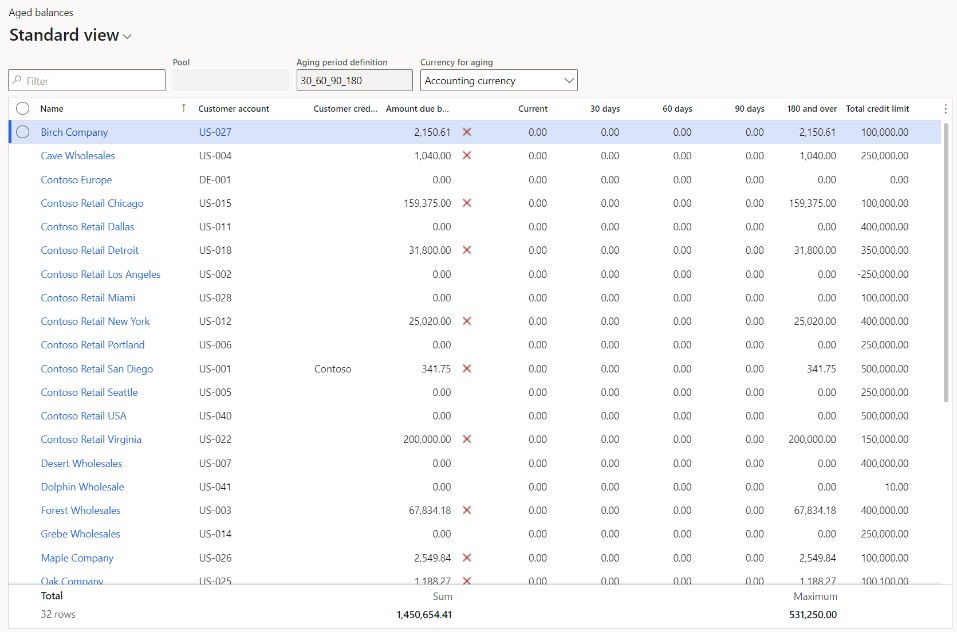 Aged balances
Standard view
Pool Aging period definition Currency for aging
Filter 30_60_90_180 Accounting currency
Name Customer account Customer cred... Amount due b... Current 30 days 60 days 90 days 180 and over Total credit limit
Birch Company US-027 2,150.61 0.00 0.00 0.00 0.00 2,150.61 100,000.00
Cave Wholesales US-004 1,040.00 0.00 0.00 0.00 0.00 1,040.00 250,000.00
Contoso Europe DE-001 0.00 0.00 0.00 0.00 0.00 0.00 0.00
Contoso Retail Chicago US-015 159,375.00 0.00 0.00 0.00 0.00 159,375.00 100,000.00
Contoso Retail Dallas US-011 0.00 0.00 0.00 0.00 0.00 0.00 400,000.00
Contoso Retail Detroit US-018 31,800.00 0.00 0.00 0.00 0.00 31,800.00 350,000.00
Contoso Retail Los Angeles US-002 0.00 0.00 0.00 0.00 0.00 0.00 -250,000.00
Contoso Retail Miami US-028 0.00 0.00 0.00 0.00 0.00 0.00 100,000.00
Contoso Retail New York US-012 25,020.00 0.00 0.00 0.00 0.00 25,020.00 400,000.00
Contoso Retail Portland US-006 0.00 0.00 0.00 0.00 0.00 0.00 250,000.00
Contoso Retail San Diego US-001 Contoso 341.75 0.00 0.00 0.00 0.00 341.75 500,000.00
Contoso Retail Seattle US-005 0.00 0.00 0.00 0.00 0.00 0.00 250,000.00
Contoso Retail USA US-040 0.00 0.00 0.00 0.00 0.00 0.00 500,000.00
Contoso Retail Virginia US-022 200,000.00 0.00 0.00 0.00 0.00 200,000.00 150,000.00
Desert Wholesales US-007 0.00 0.00 0.00 0.00 0.00 0.00 400,000.00
Dolphin Wholesale US-041 0.00 0.00 0.00 0.00 0.00 0.00 10.00
Forest Wholesales US-003 67,834.18 0.00 0.00 0.00 0.00 67,834.18 400,000.00
Grebe Wholesales US-014 0.00 0.00 0.00 0.00 0.00 0.00 250,000.00
Maple Company US-026 2,549.84 0.00 0.00 0.00 0.00 2,549.84 100,000.00
Oak Company US-025 1,188.27 0.00 0.00 0.00 0.00 1,188.27 100,100.00
Total Sum Maximum
32 rows 1,450,654.41 531,250.00